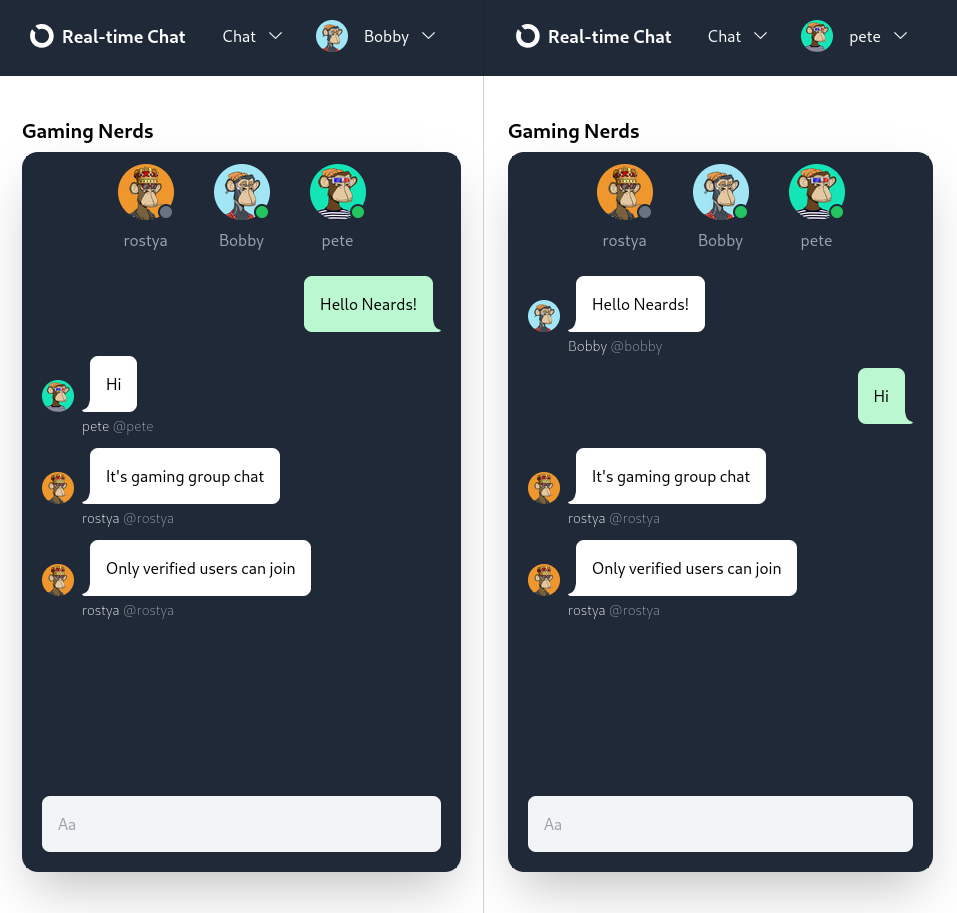 Real-time Chat Chat Bobby
Gaming Nerds
rostya Bobby pete
Hello Neards!
Hi
pete @pete
It's gaming group chat
rostya @rostya
Only verified users can join
rostya @rostya
Aa
Real-time Chat Chat pete
Gaming Nerds
rostya Bobby pete
Hello Neards!
Bobby @bobby
Hi
It's gaming group chat
rostya @rostya
Only verified users can join
rostya @rostya
Aa